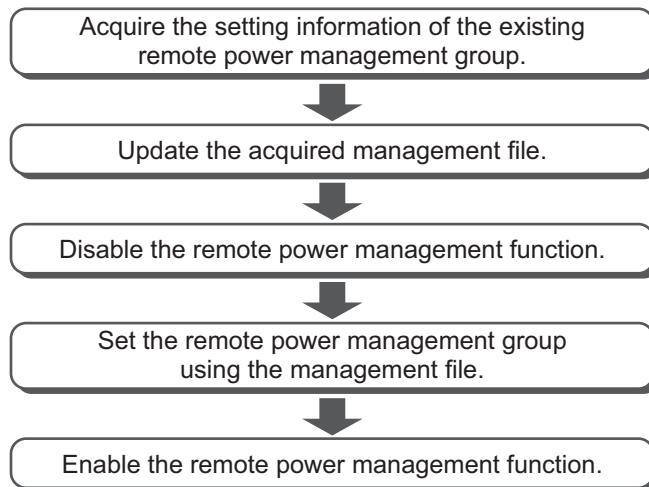 Acquire the setting information of the existing
remote power management group.
Update the acquired management file.
Disable the remote power management function.
Set the remote power management group
using the management file.
Enable the remote power management function.